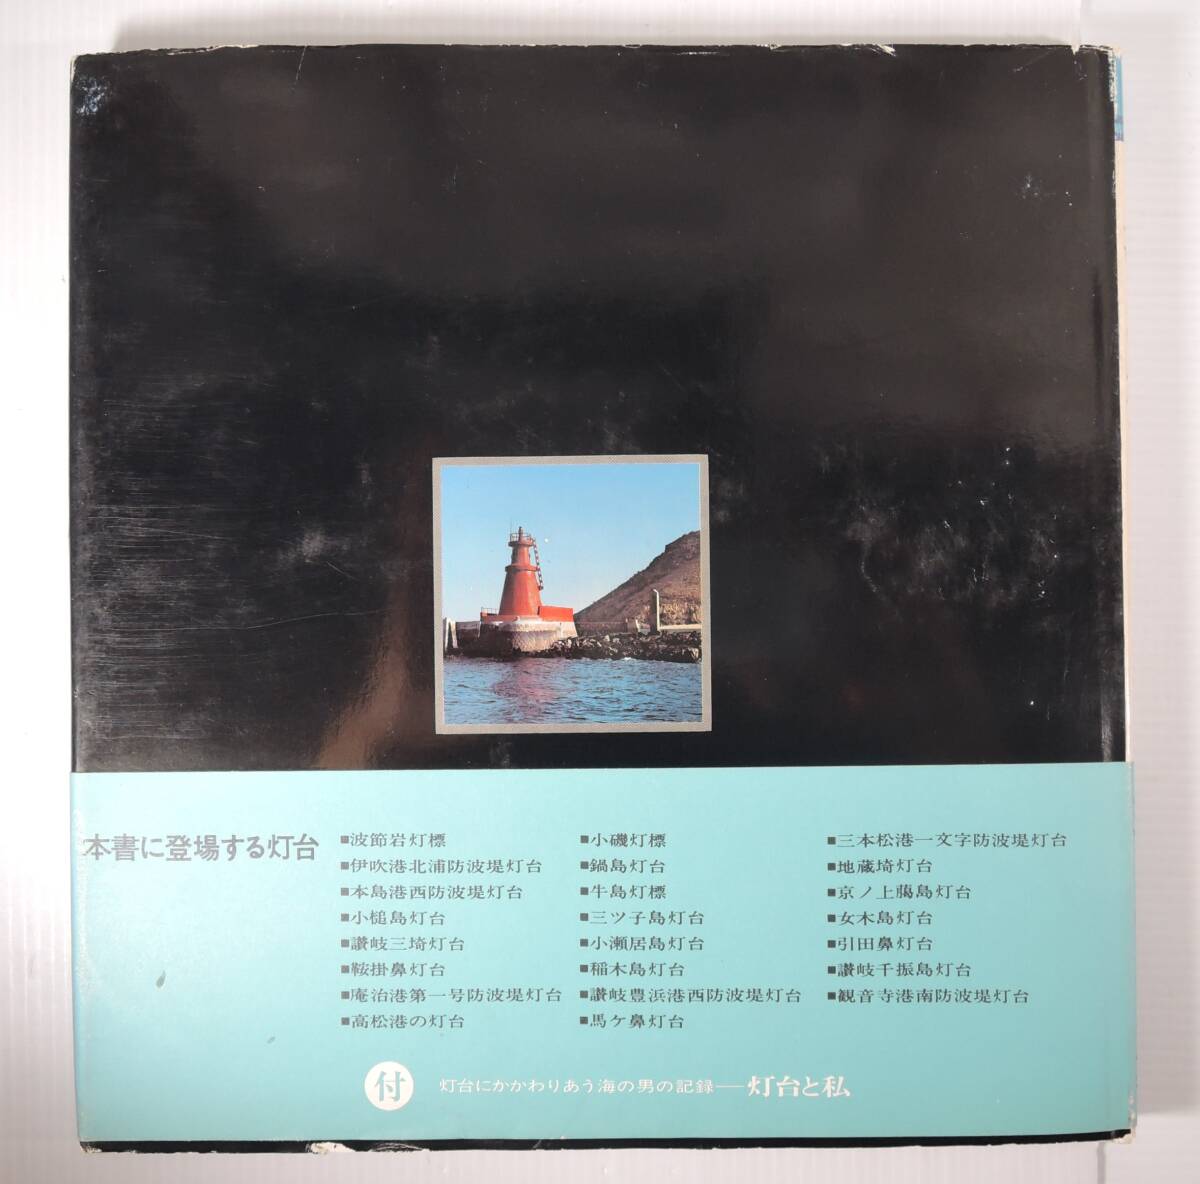 本書に登場する灯台
■波節岩灯標
■伊吹港北浦防波堤灯台
■本島港西防波堤灯台
■小槌島灯台
■讃岐三埼灯台
■鞍掛鼻灯台
■庵治港第一号防波堤灯台
■高松港の灯台
■小磯灯標
■鍋島灯台
■牛島灯標
■三ツ子島灯台
■小瀬居島灯台
■稲木島灯台
■讃岐豊浜港西防波堤灯台
■馬ケ鼻灯台
■三本松港一文字防波堤灯台
■地蔵埼灯台
■京ノ上﨟島灯台
■女木島灯台
■引田鼻灯台
■讃岐千振島灯台
■観音寺港南防波堤灯台
付 灯台にかかわりあう海の男の記録──灯台と私